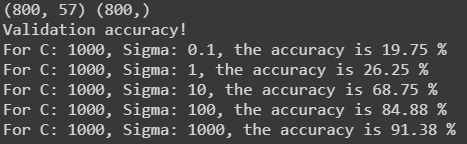 (800, 57) (800,)
Validation accuracy!
For C: 1000, Sigma: 0.1, the accuracy is 19.75 %
For C: 1000, Sigma: 1, the accuracy is 26.25 %
For C: 1000, Sigma: 10, the accuracy is 68.75 %
For C: 1000, Sigma: 100, the accuracy is 84.88 %
For C: 1000, Sigma: 1000, the accuracy is 91.38 %